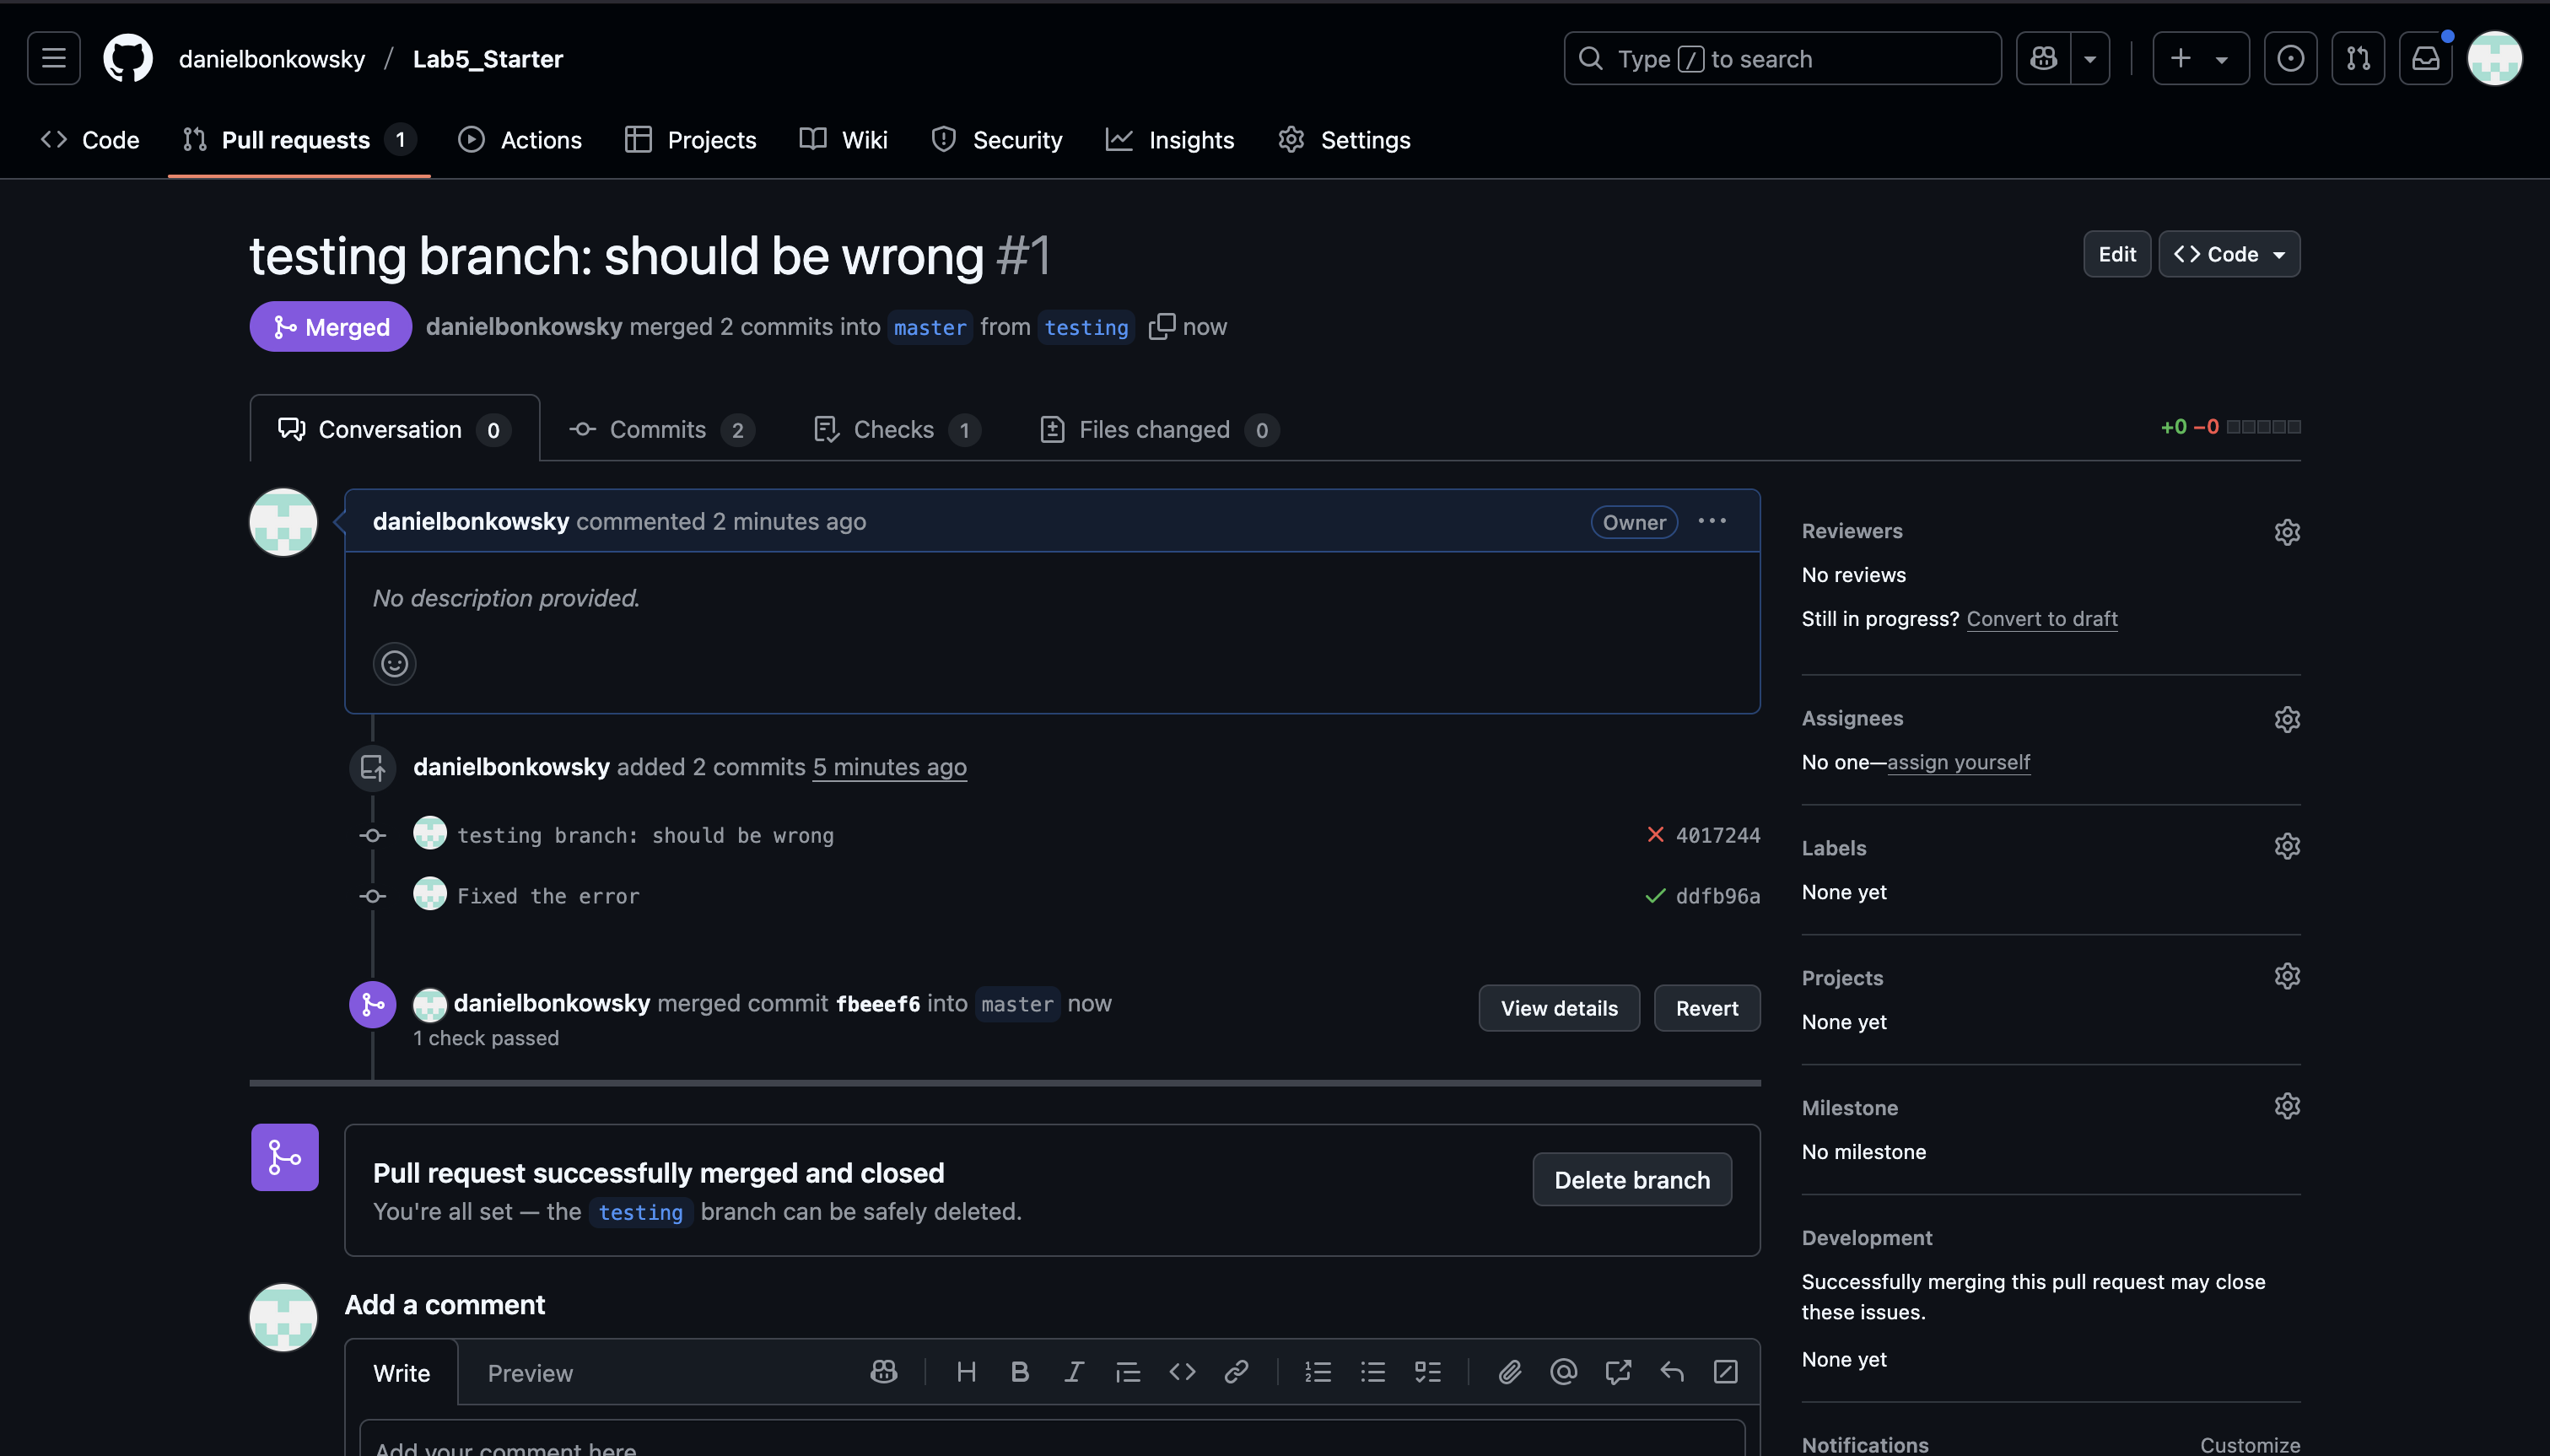 danielbonkowsky / Lab5_Starter
Type / to search
Code
Pull requests 1
Actions
Projects
Wiki
Security
Insights
Settings
testing branch: should be wrong #1
Edit
Code
Merged
danielbonkowsky merged 2 commits into master from testing now
Conversation 0
Commits 2
Checks 1
Files changed 0
+0 −0
danielbonkowsky commented 2 minutes ago
Owner
No description provided.
danielbonkowsky added 2 commits 5 minutes ago
testing branch: should be wrong
4017244
Fixed the error
ddfb96a
danielbonkowsky merged commit fbeeef6 into master now
1 check passed
View details
Revert
Pull request successfully merged and closed
You're all set — the testing branch can be safely deleted.
Delete branch
Add a comment
Write
Preview
Add your comment here
Reviewers
No reviews
Still in progress? Convert to draft
Assignees
No one—assign yourself
Labels
None yet
Projects
None yet
Milestone
No milestone
Development
Successfully merging this pull request may close
these issues.
None yet
Notifications
Customize